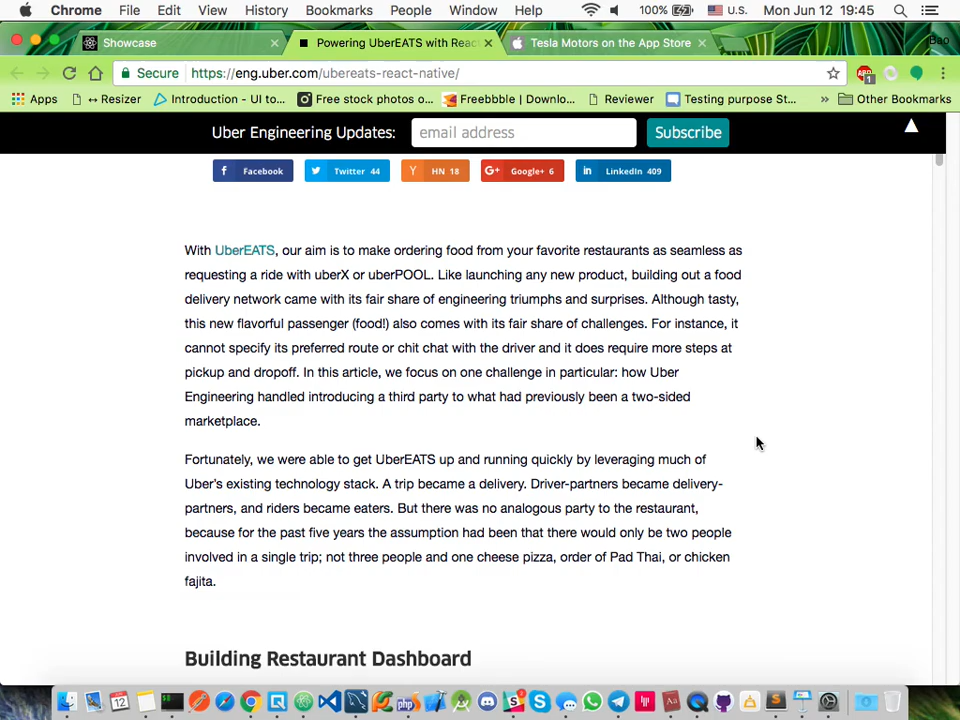 Chrome File Edit View History Bookmarks People Window Help 100% U.S. Mon Jun 12 19:45
Showcase
Powering UberEATS with Reac
Tesla Motors on the App Store
Bao
Secure https://eng.uber.com/ubereats-react-native/
ABP 1
Apps ↔ Resizer Introduction - UI to... Free stock photos o... Freebbble | Downlo... Reviewer Testing purpose St... » Other Bookmarks
Uber Engineering Updates: email address Subscribe
Facebook Twitter 44 HN 18 Google+ 6 LinkedIn 409
With UberEATS, our aim is to make ordering food from your favorite restaurants as seamless as
requesting a ride with uberX or uberPOOL. Like launching any new product, building out a food
delivery network came with its fair share of engineering triumphs and surprises. Although tasty,
this new flavorful passenger (food!) also comes with its fair share of challenges. For instance, it
cannot specify its preferred route or chit chat with the driver and it does require more steps at
pickup and dropoff. In this article, we focus on one challenge in particular: how Uber
Engineering handled introducing a third party to what had previously been a two-sided
marketplace.
Fortunately, we were able to get UberEATS up and running quickly by leveraging much of
Uber's existing technology stack. A trip became a delivery. Driver-partners became delivery-
partners, and riders became eaters. But there was no analogous party to the restaurant,
because for the past five years the assumption had been that there would only be two people
involved in a single trip; not three people and one cheese pizza, order of Pad Thai, or chicken
fajita.
Building Restaurant Dashboard